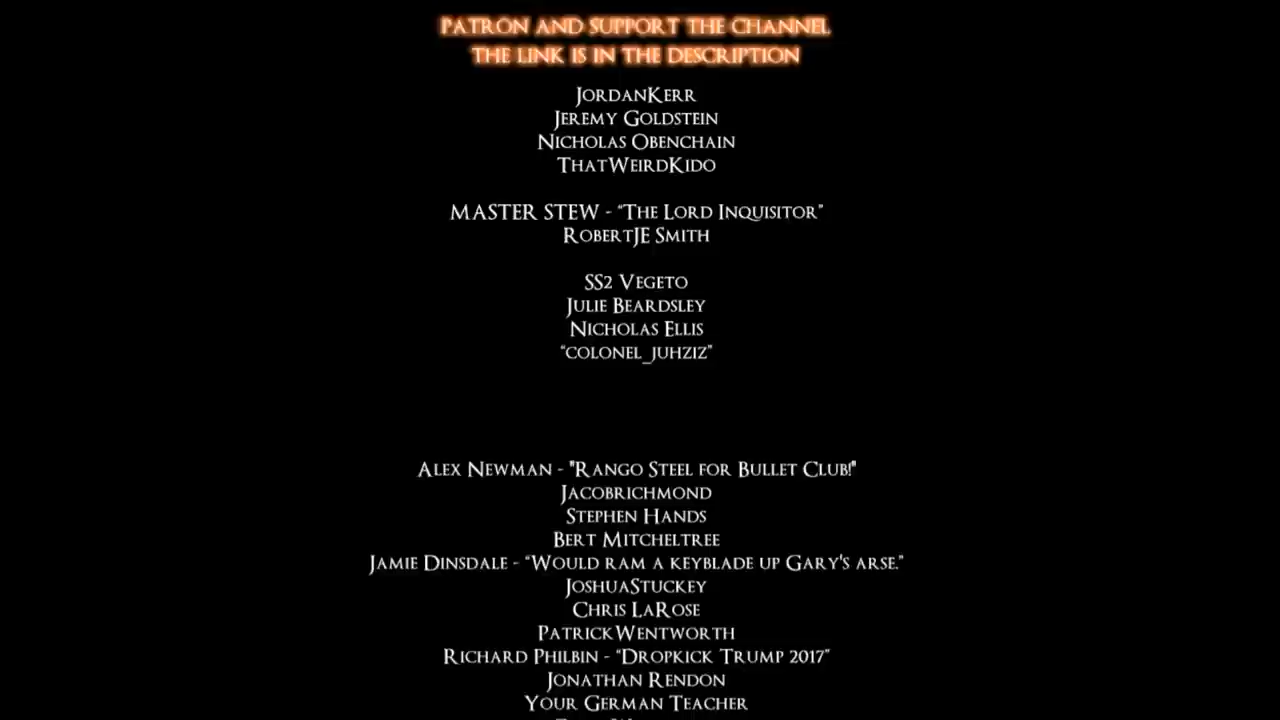 PATRON AND SUPPORT THE CHANNEL
THE LINK IS IN THE DESCRIPTION
JORDANKERR
JEREMY GOLDSTEIN
NICHOLAS OBENCHAIN
THATWEIRDKIDO
MASTER STEW - “THE LORD INQUISITOR”
ROBERTJE SMITH
SS2 VEGETO
JULIE BEARDSLEY
NICHOLAS ELLIS
“COLONEL_JUHZIZ”
ALEX NEWMAN - "RANGO STEEL FOR BULLET CLUB!"
JACOBRICHMOND
STEPHEN HANDS
BERT MITCHELTREE
JAMIE DINSDALE - “WOULD RAM A KEYBLADE UP GARY'S ARSE.”
JOSHUASTUCKEY
CHRIS LAROSE
PATRICKWENTWORTH
RICHARD PHILBIN - “DROPKICK TRUMP 2017”
JONATHAN RENDON
YOUR GERMAN TEACHER